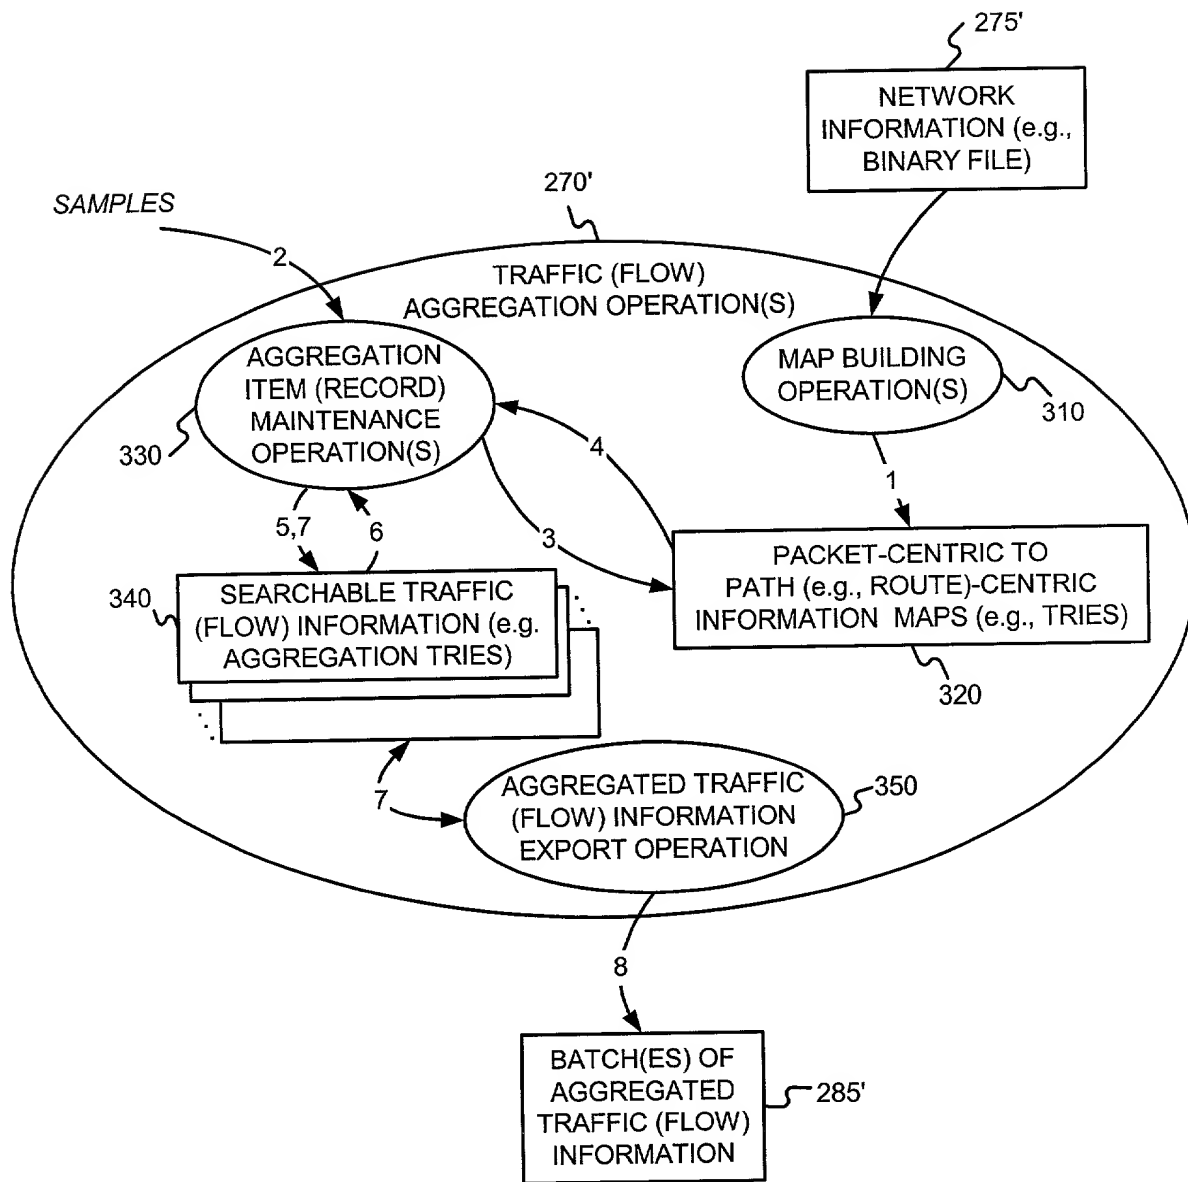 275'
NETWORK
INFORMATION (e.g.,
BINARY FILE)
270'
SAMPLES
2
TRAFFIC (FLOW)
AGGREGATION OPERATION(S)
AGGREGATION
ITEM (RECORD)
MAINTENANCE
OPERATION(S)
330
MAP BUILDING
OPERATION(S)
310
4
1
5,7
6
3
PACKET-CENTRIC TO
PATH (e.g., ROUTE)-CENTRIC
INFORMATION MAPS (e.g., TRIES)
320
340
SEARCHABLE TRAFFIC
(FLOW) INFORMATION (e.g.
AGGREGATION TRIES)
7
AGGREGATED TRAFFIC
(FLOW) INFORMATION
EXPORT OPERATION
350
8
BATCH(ES) OF
AGGREGATED
TRAFFIC (FLOW)
INFORMATION
285'